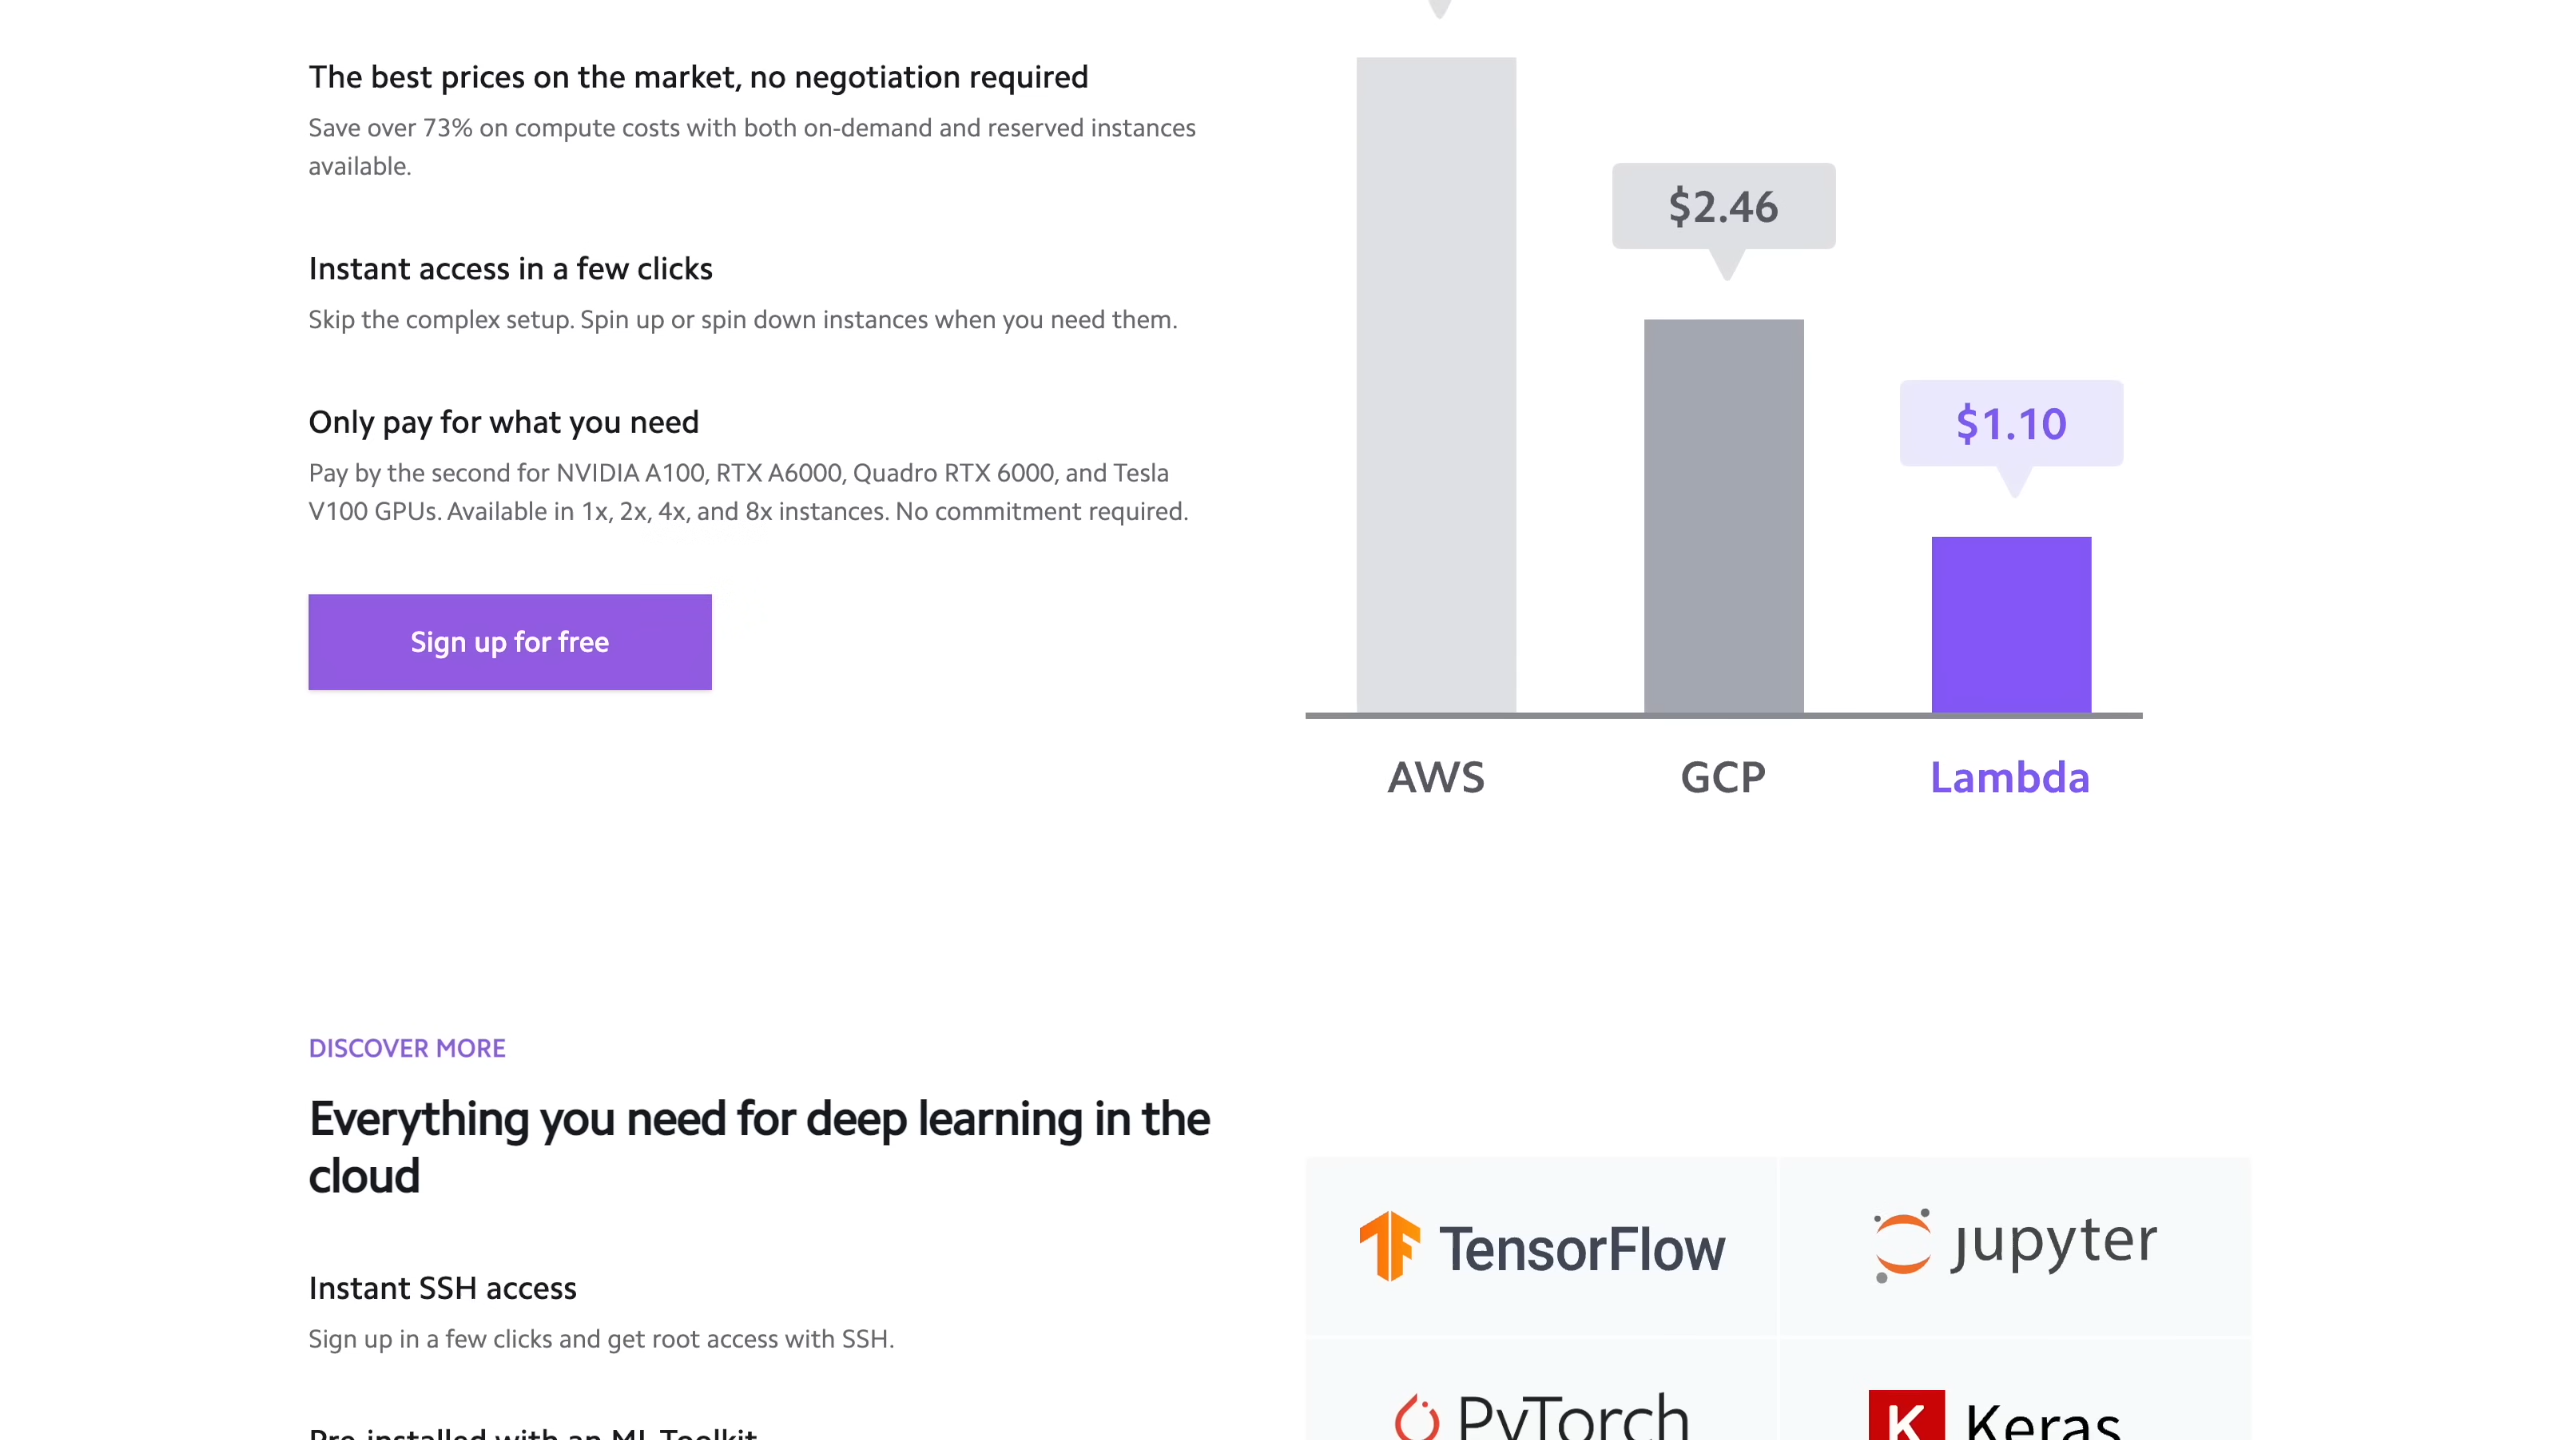 The best prices on the market, no negotiation required
Save over 73% on compute costs with both on-demand and reserved instances
available.
Instant access in a few clicks
Skip the complex setup. Spin up or spin down instances when you need them.
Only pay for what you need
Pay by the second for NVIDIA A100, RTX A6000, Quadro RTX 6000, and Tesla
V100 GPUs. Available in 1x, 2x, 4x, and 8x instances. No commitment required.
Sign up for free
$2.46
$1.10
AWS
GCP
Lambda
DISCOVER MORE
Everything you need for deep learning in the
cloud
Instant SSH access
Sign up in a few clicks and get root access with SSH.
Pre-installed with an ML Toolkit
TensorFlow
jupyter
PyTorch
K Keras